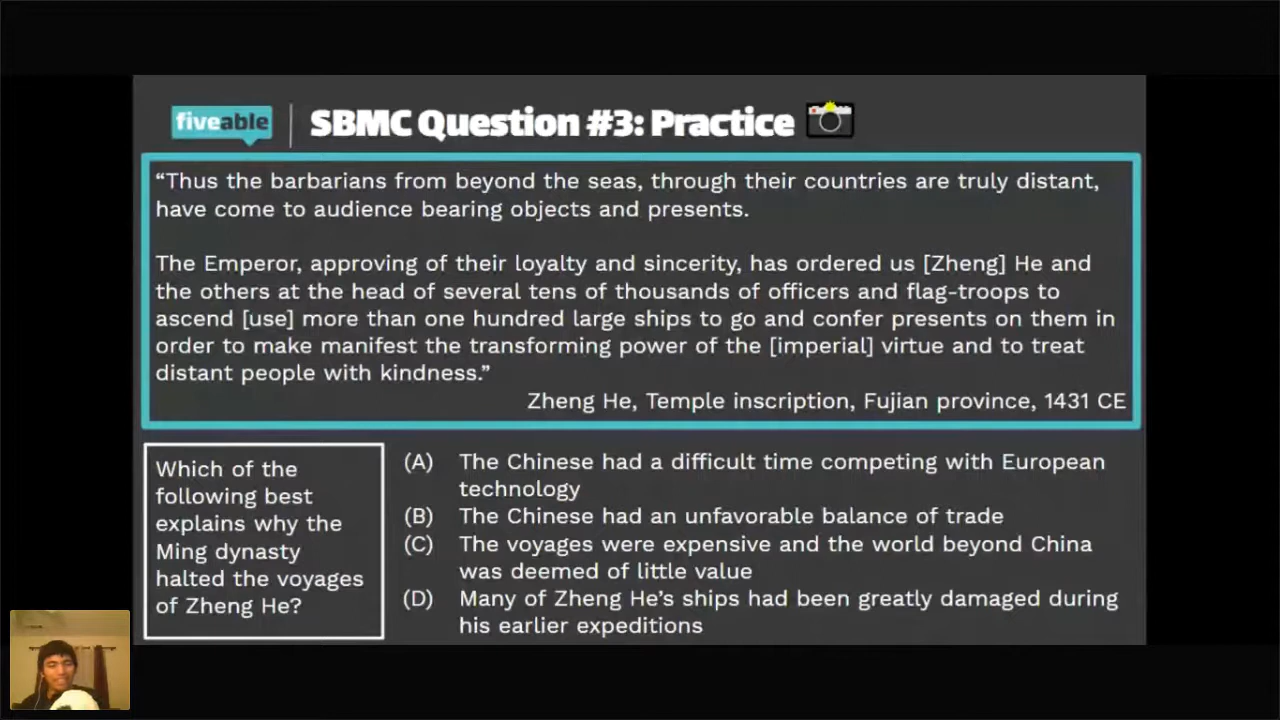 fiveable
SBMC Question #3: Practice
“Thus the barbarians from beyond the seas, through their countries are truly distant,
have come to audience bearing objects and presents.
The Emperor, approving of their loyalty and sincerity, has ordered us [Zheng] He and
the others at the head of several tens of thousands of officers and flag-troops to
ascend [use] more than one hundred large ships to go and confer presents on them in
order to make manifest the transforming power of the [imperial] virtue and to treat
distant people with kindness.”
Zheng He, Temple inscription, Fujian province, 1431 CE
Which of the
following best
explains why the
Ming dynasty
halted the voyages
of Zheng He?
(A) The Chinese had a difficult time competing with European
technology
(B) The Chinese had an unfavorable balance of trade
(C) The voyages were expensive and the world beyond China
was deemed of little value
(D) Many of Zheng He’s ships had been greatly damaged during
his earlier expeditions